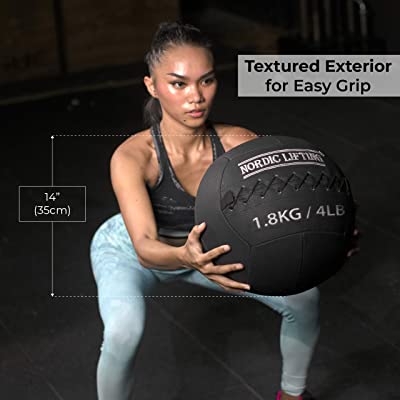 Textured Exterior
for Easy Grip
14"
(35cm)
NORDIC LIFTING
1.8KG / 4LB